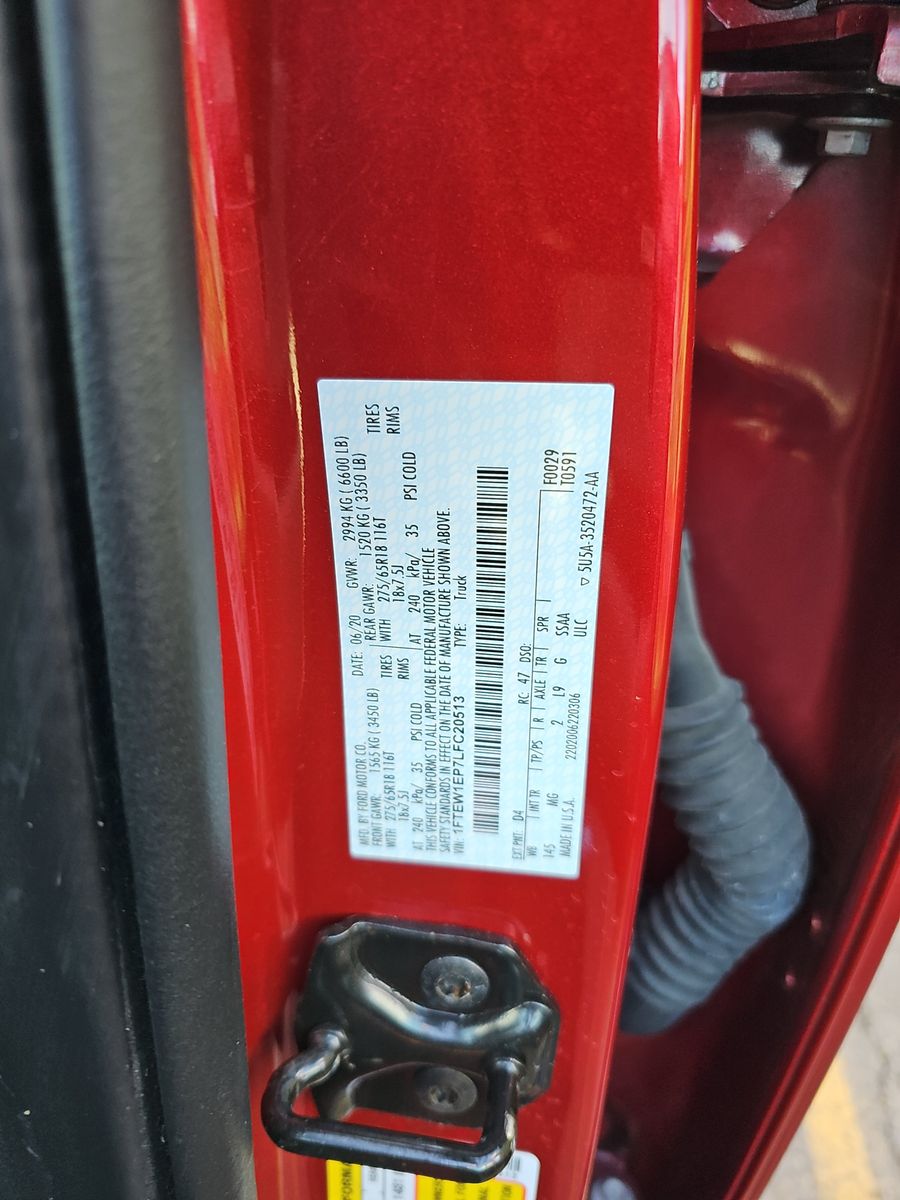 MFD. BY FORD MOTOR CO.
DATE: 06/20 GVWR: 2994 KG ( 6600 LB)
FRONT GAWR: 1565 KG (3450 LB) REAR GAWR: 1520 KG ( 3350 LB)
WITH 275/65R18 116T TIRES WITH 275/65R18 116T TIRES
18x7.5J RIMS 18x7.5J RIMS
AT 240 kPa/ 35 PSI COLD AT 240 kPa/ 35 PSI COLD
THIS VEHICLE CONFORMS TO ALL APPLICABLE FEDERAL MOTOR VEHICLE
SAFETY STANDARDS IN EFFECT ON THE DATE OF MANUFACTURE SHOWN ABOVE.
VIN: 1FTEW1EP7LFC20513 TYPE: Truck
EXT PNT: D4 RC: 47 DSO: F0029
WB INT TR TP/PS R AXLE TR SPR T0591
145 MG 2 L9 G SSAA
2202006220306 ULC
MADE IN U.S.A. ▽ 5U5A-3520472-AA